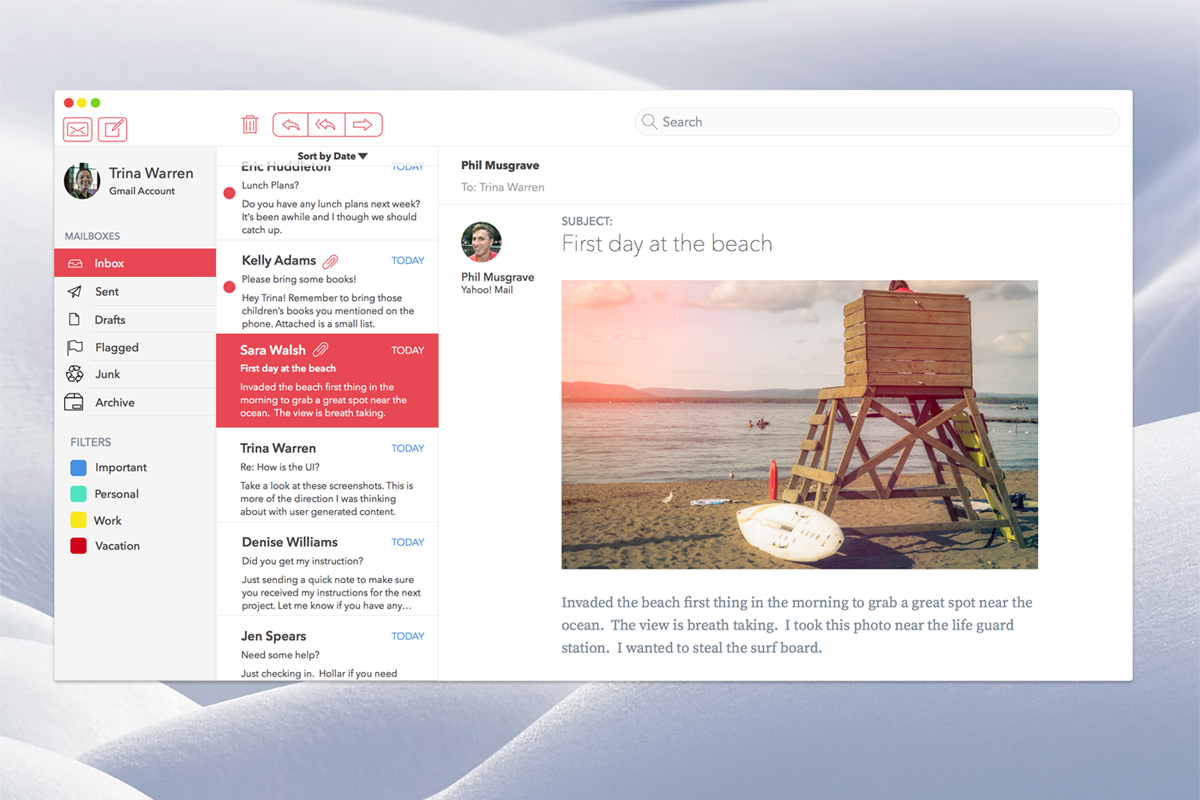 Search
Trina Warren
Gmail Account
MAILBOXES
Inbox
Sent
Drafts
Flagged
Junk
Archive
FILTERS
Important
Personal
Work
Vacation
Sort by Date
Eric Huddleton TODAY
Lunch Plans?
Do you have any lunch plans next week?
It's been awhile and I though we should
catch up.
Kelly Adams TODAY
Please bring some books!
Hey Trina! Remember to bring those
children's books you mentioned on the
phone. Attached is a small list.
Sara Walsh TODAY
First day at the beach
Invaded the beach first thing in the
morning to grab a great spot near the
ocean. The view is breath taking.
Trina Warren TODAY
Re: How is the UI?
Take a look at these screenshots. This is
more of the direction I was thinking
about with user generated content.
Denise Williams TODAY
Did you get my instruction?
Just sending a quick note to make sure
you received my instructions for the next
project. Let me know if you have any...
Jen Spears TODAY
Need some help?
Just checking in. Hollar if you need
Phil Musgrave
To: Trina Warren
Phil Musgrave
Yahoo! Mail
SUBJECT:
First day at the beach
Invaded the beach first thing in the morning to grab a great spot near the
ocean. The view is breath taking. I took this photo near the life guard
station. I wanted to steal the surf board.